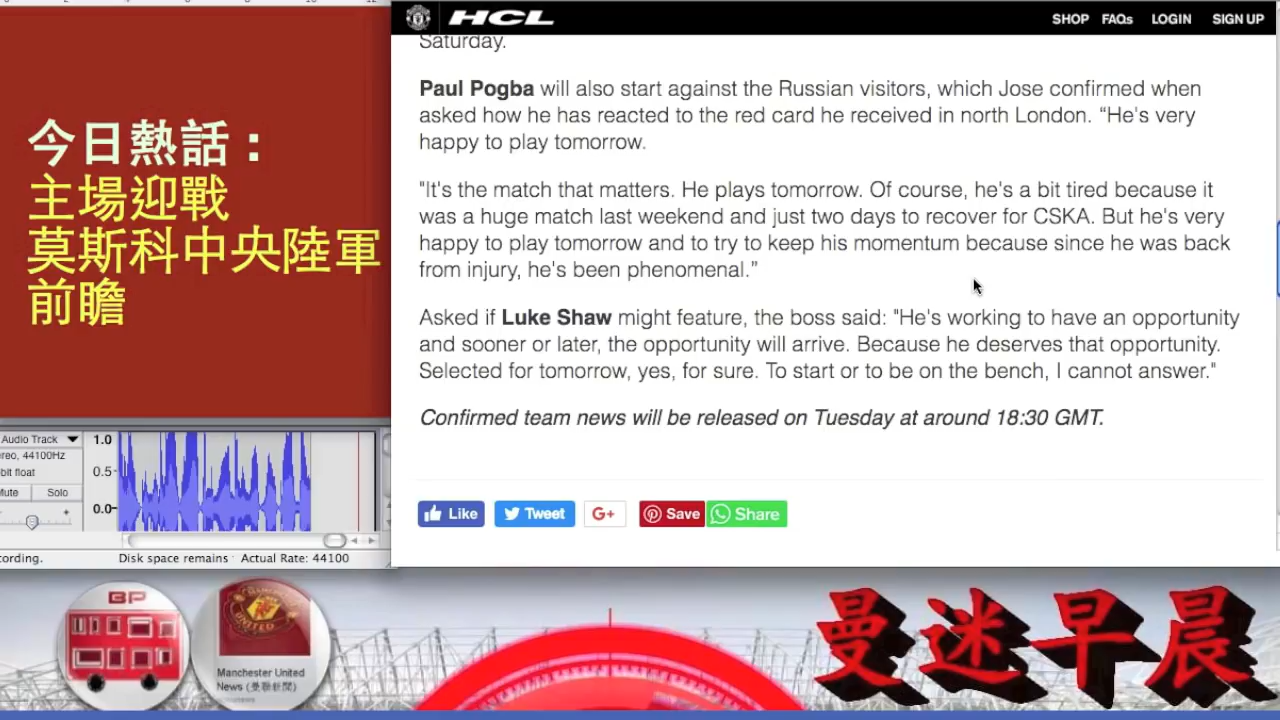 HCL
SHOP FAQs LOGIN SIGN UP
Saturday.
今日熱話：
主場迎戰
莫斯科中央陸軍
前瞻
Paul Pogba will also start against the Russian visitors, which Jose confirmed when
asked how he has reacted to the red card he received in north London. “He's very
happy to play tomorrow.
"It's the match that matters. He plays tomorrow. Of course, he's a bit tired because it
was a huge match last weekend and just two days to recover for CSKA. But he's very
happy to play tomorrow and to try to keep his momentum because since he was back
from injury, he's been phenomenal.”
Asked if Luke Shaw might feature, the boss said: "He's working to have an opportunity
and sooner or later, the opportunity will arrive. Because he deserves that opportunity.
Selected for tomorrow, yes, for sure. To start or to be on the bench, I cannot answer."
Confirmed team news will be released on Tuesday at around 18:30 GMT.
Like Tweet G+ Save Share
Audio Track 1.0
reo, 44100Hz
bit float 0.5
Mute Solo
0.0
- +
cording. Disk space remains Actual Rate: 44100
BP
MANCHESTER UNITED
Manchester United
News (曼聯新聞)
曼迷早晨